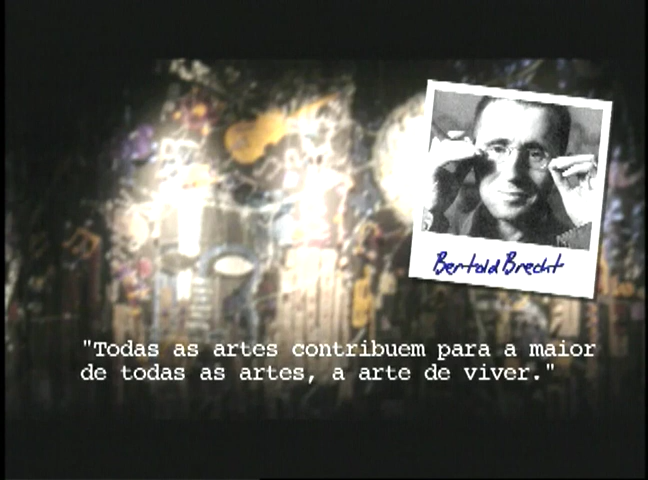 Bertold Brecht
"Todas as artes contribuem para a maior
de todas as artes, a arte de viver."